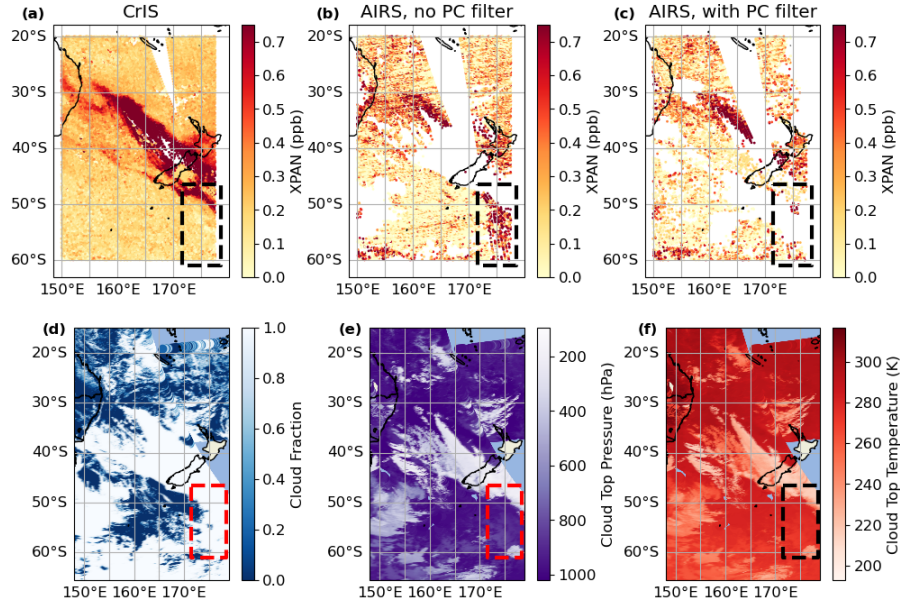 (a) CrIS
(b) AIRS, no PC filter
(c) AIRS, with PC filter
20°S
30°S
40°S
50°S
60°S
150°E 160°E 170°E
0.7
0.6
0.5
0.4
0.3
0.2
0.1
0.0
XPAN (ppb)
20°S
30°S
40°S
50°S
60°S
150°E 160°E 170°E
0.7
0.6
0.5
0.4
0.3
0.2
0.1
0.0
XPAN (ppb)
20°S
30°S
40°S
50°S
60°S
150°E 160°E 170°E
0.7
0.6
0.5
0.4
0.3
0.2
0.1
0.0
XPAN (ppb)
(d)
20°S
30°S
40°S
50°S
60°S
150°E 160°E 170°E
1.0
0.8
0.6
0.4
0.2
0.0
Cloud Fraction
(e)
20°S
30°S
40°S
50°S
60°S
150°E 160°E 170°E
200
400
600
800
1000
Cloud Top Pressure (hPa)
(f)
20°S
30°S
40°S
50°S
60°S
150°E 160°E 170°E
300
280
260
240
220
200
Cloud Top Temperature (K)